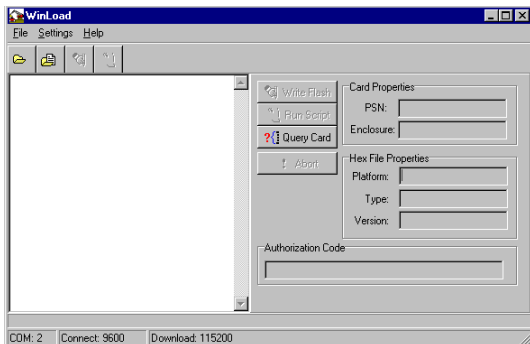 WinLoad
File Settings Help
Write Flash
Run Script
?{} Query Card
! Abort
Card Properties
PSN:
Enclosure:
Hex File Properties
Platform:
Type:
Version:
Authorization Code
COM: 2 Connect: 9600 Download: 115200